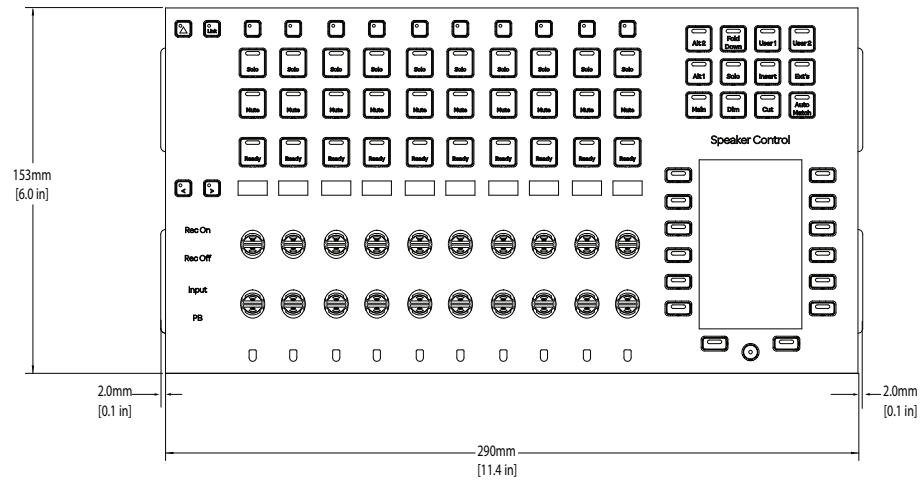 Link
Solo Solo Solo Solo Solo Solo Solo Solo Solo Solo
Mute Mute Mute Mute Mute Mute Mute Mute Mute Mute
Ready Ready Ready Ready Ready Ready Ready Ready Ready Ready
< >
Rec On
Rec Off
Input
PB
Alt 2 Fold Down User 1 User 2
Alt 1 Solo Insert Ext's
Main Dim Cut Auto Match
Speaker Control
153mm
[6.0 in]
2.0mm
[0.1 in]
2.0mm
[0.1 in]
290mm
[11.4 in]